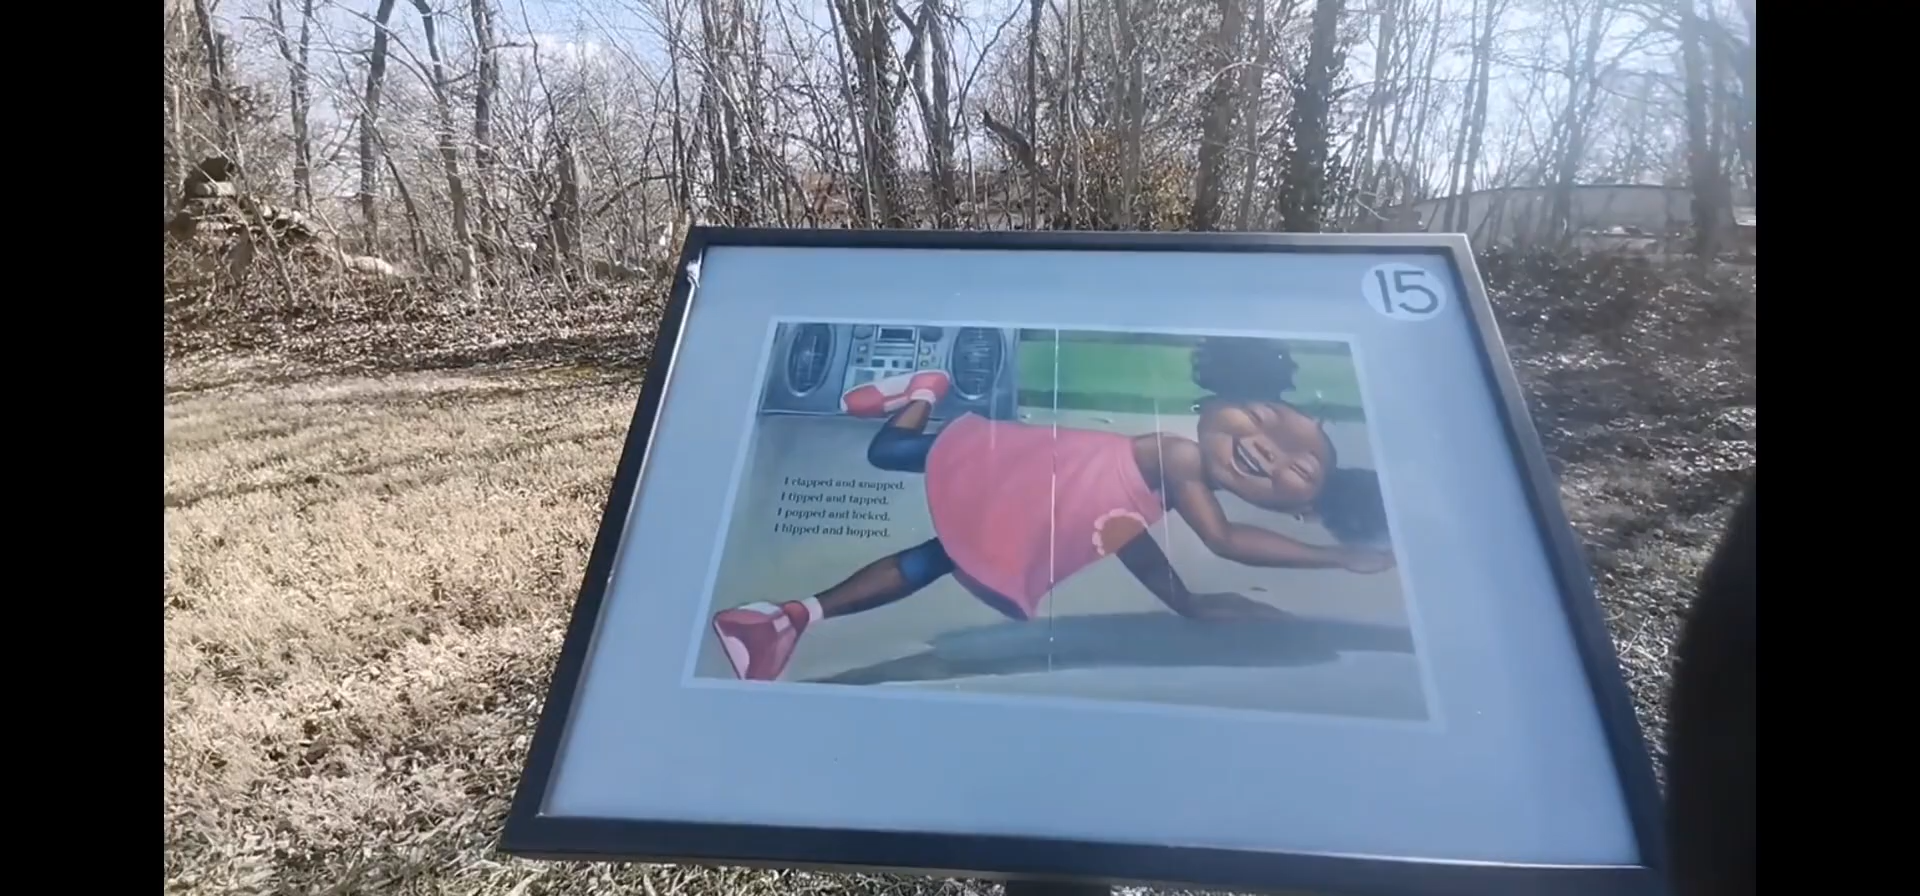 15
I clapped and snapped.
I tipped and tapped.
I popped and locked.
I hipped and hopped.